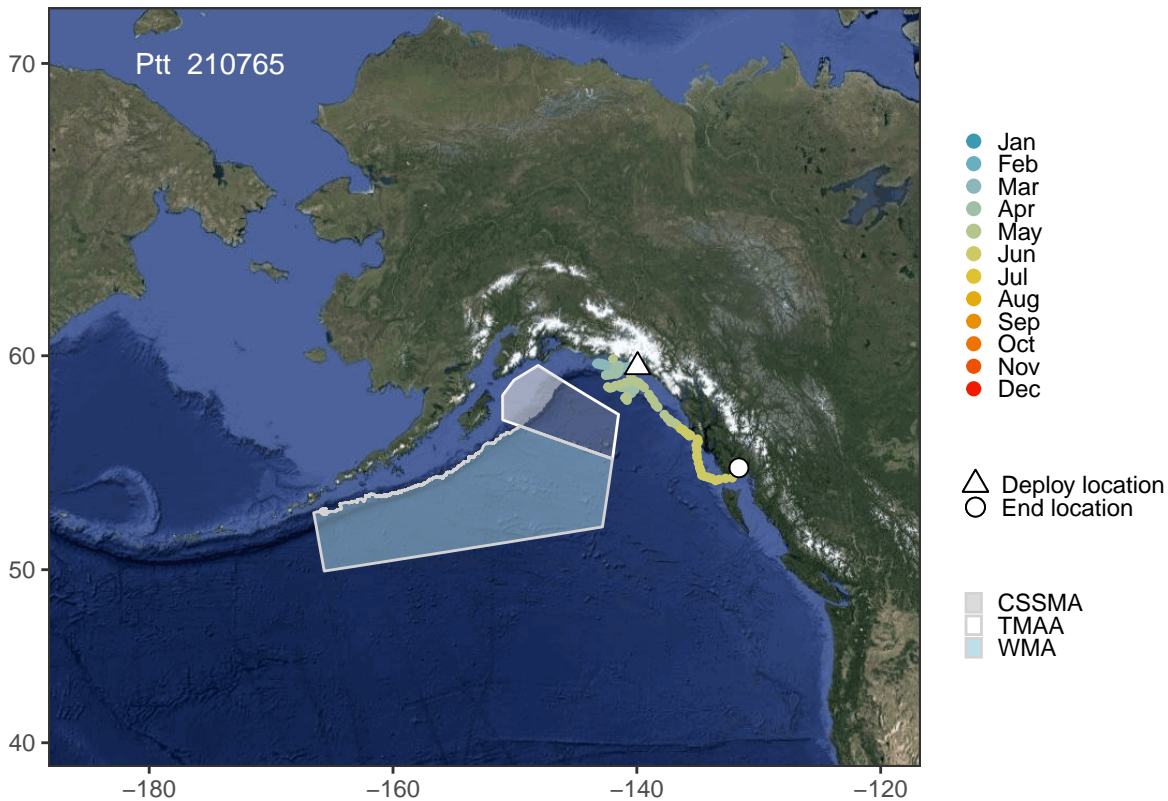 Ptt 210765
70
60
50
40
−180
−160
−140
−120
Jan
Feb
Mar
Apr
May
Jun
Jul
Aug
Sep
Oct
Nov
Dec
Deploy location
End location
CSSMA
TMAA
WMA